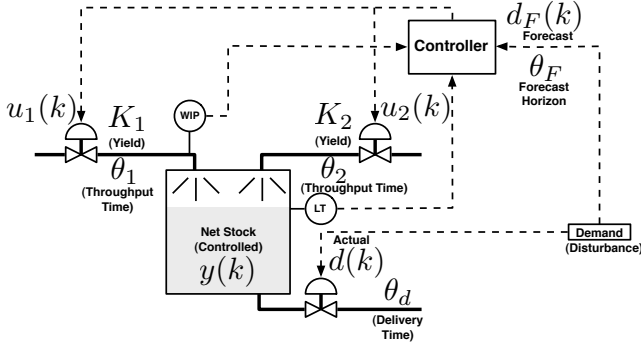 d_F(k)
Forecast
Controller
θ_F
Forecast
Horizon
u_1(k)
K_1
(Yield)
WIP
K_2
(Yield)
u_2(k)
θ_1
(Throughput
Time)
θ_2
(Throughput Time)
LT
Net Stock
(Controlled)
y(k)
Actual
d(k)
Demand
(Disturbance)
θ_d
(Delivery
Time)